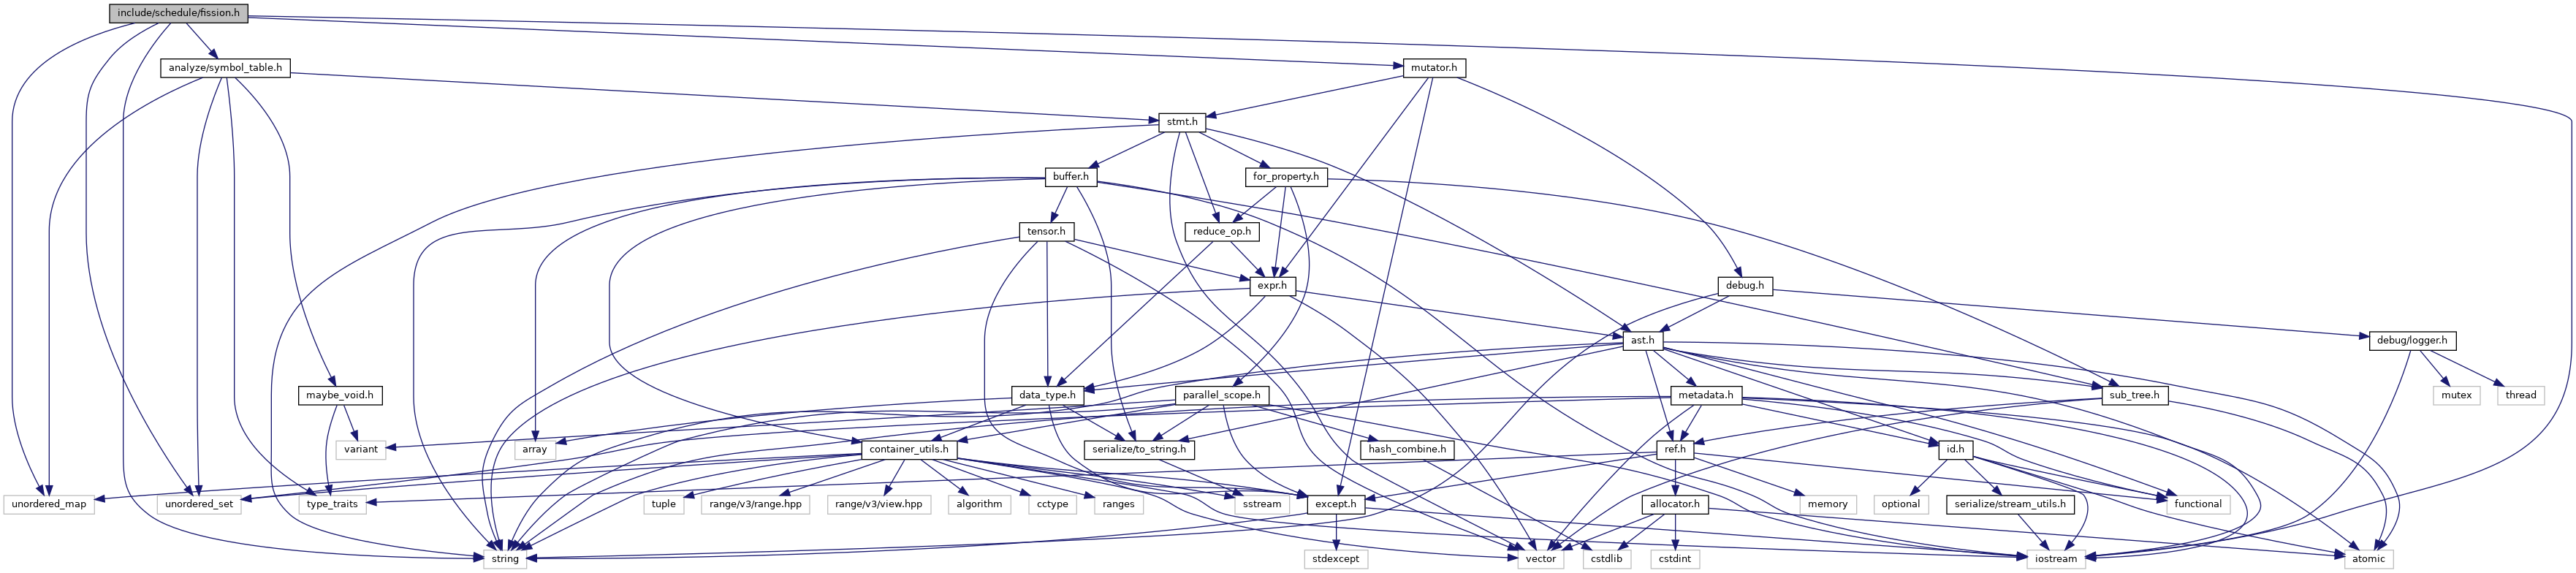 include/schedule/fission.h
analyze/symbol_table.h
mutator.h
stmt.h
buffer.h
for_property.h
tensor.h
reduce_op.h
expr.h
debug.h
ast.h
debug/logger.h
maybe_void.h
data_type.h
parallel_scope.h
metadata.h
sub_tree.h
mutex
thread
variant
array
container_utils.h
serialize/to_string.h
hash_combine.h
ref.h
id.h
unordered_map
unordered_set
type_traits
tuple
range/v3/range.hpp
range/v3/view.hpp
algorithm
cctype
ranges
sstream
except.h
allocator.h
memory
optional
serialize/stream_utils.h
functional
string
stdexcept
vector
cstdlib
cstdint
iostream
atomic